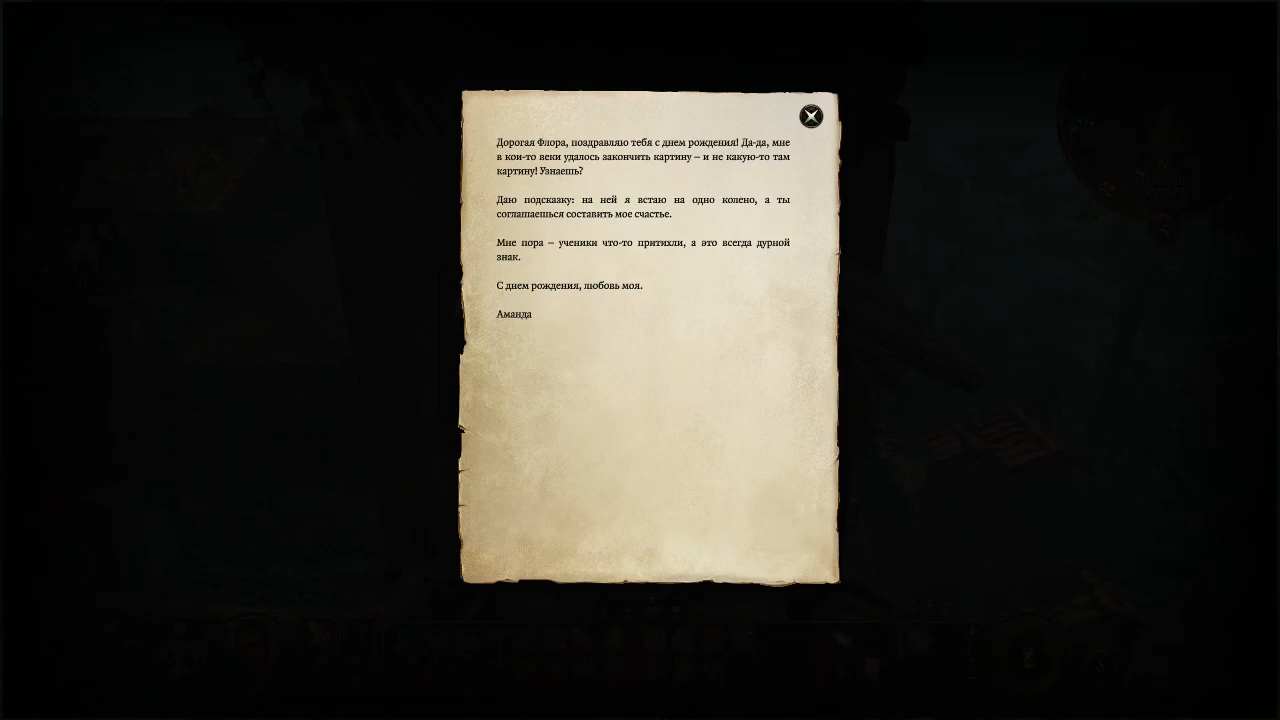 Дорогая Флора, поздравляю тебя с днем рождения! Да-да, мне
в кои-то веки удалось закончить картину – и не какую-то там
картину! Узнаешь?
Даю подсказку: на ней я встаю на одно колено, а ты
соглашаешься составить мое счастье.
Мне пора – ученики что-то притихли, а это всегда дурной
знак.
С днем рождения, любовь моя.
Аманда